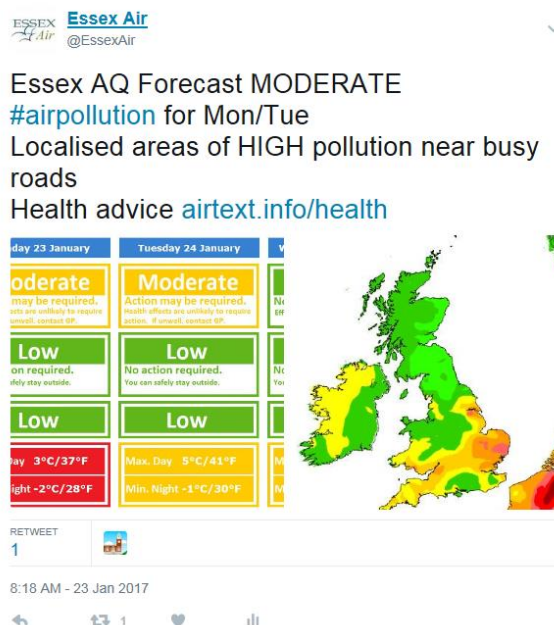 ESSEX Air
Essex Air
@EssexAir
Essex AQ Forecast MODERATE
#airpollution for Mon/Tue
Localised areas of HIGH pollution near busy
roads
Health advice airtext.info/health
day 23 January
Tuesday 24 January
oderate
may be required.
Moderate
Action may be required.
Health effects are unlikely to require
action. If unwell, contact GP.
Low
on required.
afely stay outside.
Low
No action required.
You can safely stay outside.
Low
Low
Day 3°C/37°F
ight -2°C/28°F
Max. Day 5°C/41°F
Min. Night -1°C/30°F
RETWEET
1
8:18 AM - 23 Jan 2017
1